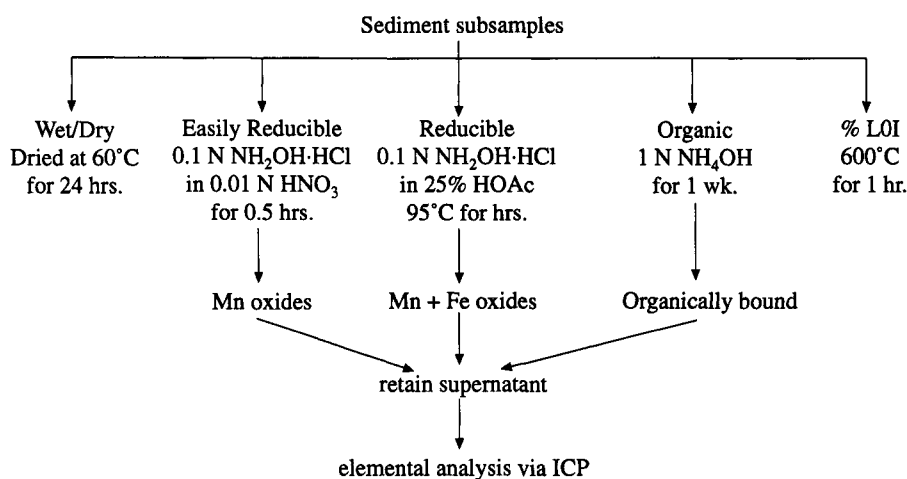 Sediment subsamples
Wet/Dry
Dried at 60°C
for 24 hrs.
Easily Reducible
0.1 N NH₂OH·HCl
in 0.01 N HNO₃
for 0.5 hrs.
Reducible
0.1 N NH₂OH·HCl
in 25% HOAc
95°C for hrs.
Organic
1 N NH₄OH
for 1 wk.
% L0I
600°C
for 1 hr.
Mn oxides
Mn + Fe oxides
Organically bound
retain supernatant
elemental analysis via ICP